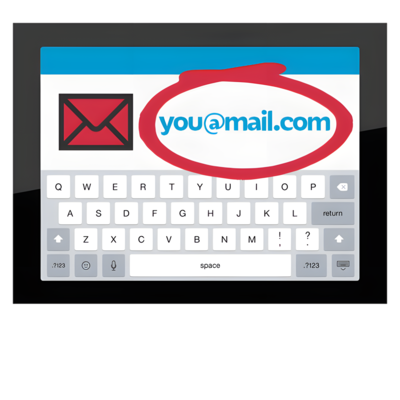 you@mail.com
Q W E R T Y U I O P
A S D F G H J K L return
Z X C V B N M ! , ? .
.?123 space .?123